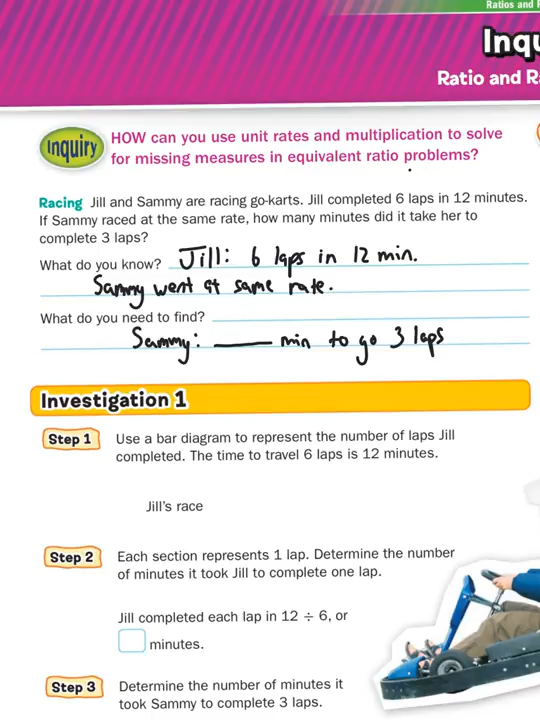 Ratios and
Inqu
Ratio and
Inquiry
HOW can you use unit rates and multiplication to solve
for missing measures in equivalent ratio problems?
Racing Jill and Sammy are racing go-karts. Jill completed 6 laps in 12 minutes.
If Sammy raced at the same rate, how many minutes did it take her to
complete 3 laps?
What do you know? Jill: 6 laps in 12 min.
Sammy went at same rate.
What do you need to find?
Sammy: ____ min to go 3 laps
Investigation 1
Step 1 Use a bar diagram to represent the number of laps Jill
completed. The time to travel 6 laps is 12 minutes.
Jill's race
Step 2 Each section represents 1 lap. Determine the number
of minutes it took Jill to complete one lap.
Jill completed each lap in 12 ÷ 6, or
minutes.
Step 3 Determine the number of minutes it
took Sammy to complete 3 laps.